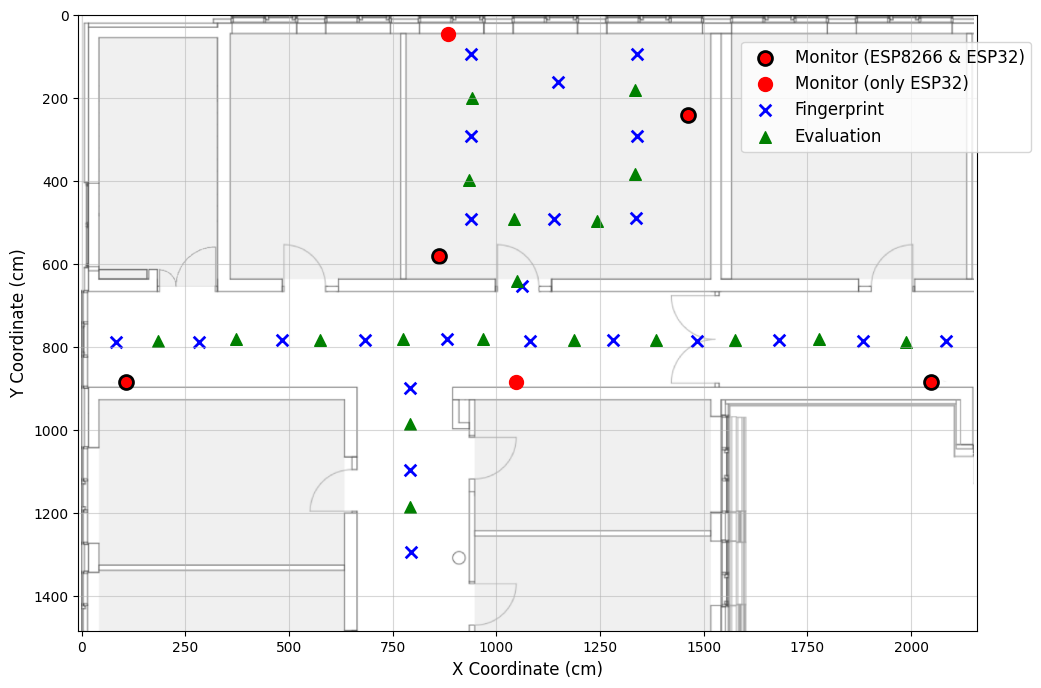 0
200
400
600
800
1000
1200
1400
Y Coordinate (cm)
Monitor (ESP8266 & ESP32)
Monitor (only ESP32)
Fingerprint
Evaluation
0 250 500 750 1000 1250 1500 1750 2000
X Coordinate (cm)